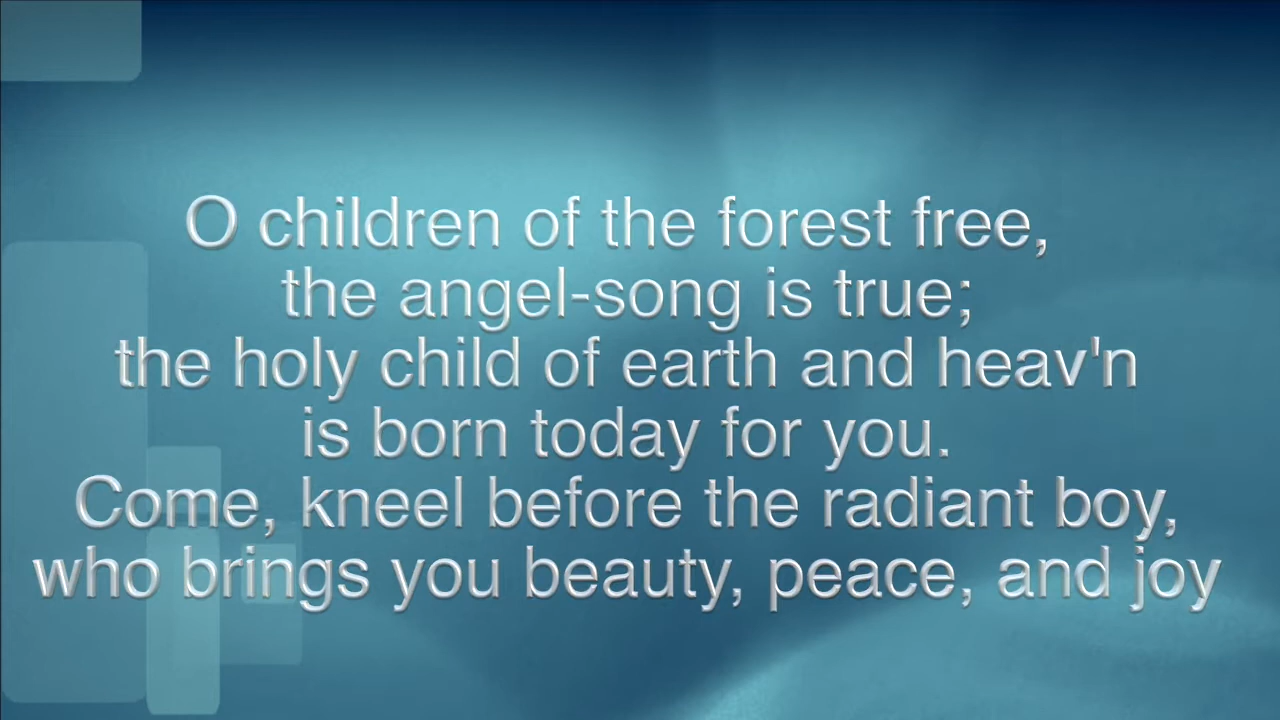 O children of the forest free,
the angel-song is true;
the holy child of earth and heav'n
is born today for you.
Come, kneel before the radiant boy,
who brings you beauty, peace, and joy